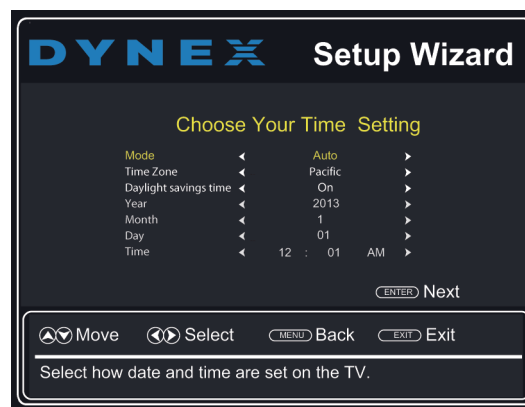 DYNEX Setup Wizard
Choose Your Time Setting
Mode Auto
Time Zone Pacific
Daylight savings time On
Year 2013
Month 1
Day 01
Time 12 : 01 AM
ENTER Next
Move Select MENU Back EXIT Exit
Select how date and time are set on the TV.